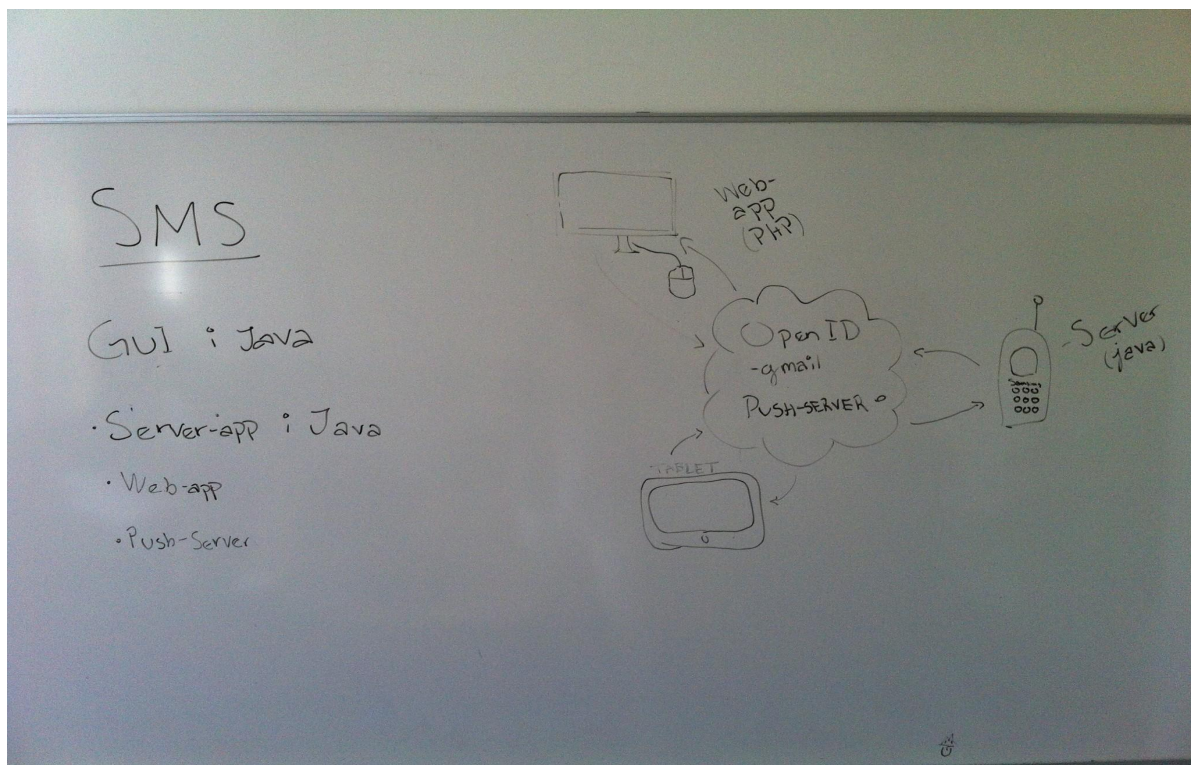 SMS
GUI i Java
· Server-app i Java
· Web-app
· Push-Server
Web-
app
(PHP)
OpenID
-gmail
PUSH-SERVER
TABLET
-Server
(java)